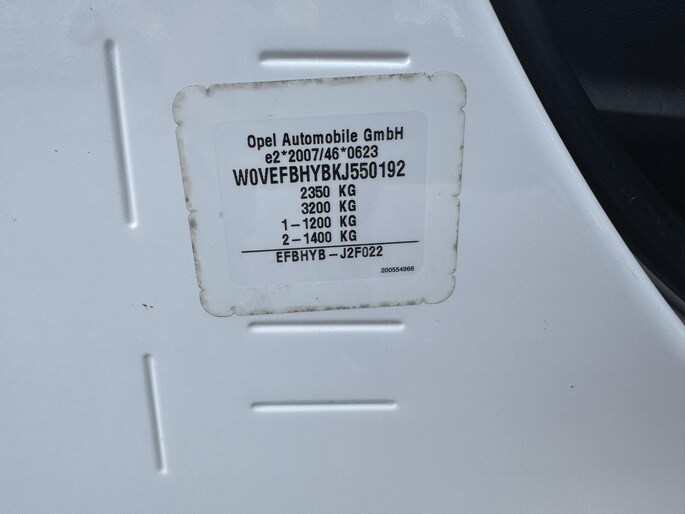 Opel Automobile GmbH
e2*2007/46*0623
W0VEFBHYBKJ550192
2350 KG
3200 KG
1-1200 KG
2-1400 KG
EFBHYB-J2F022
200554966